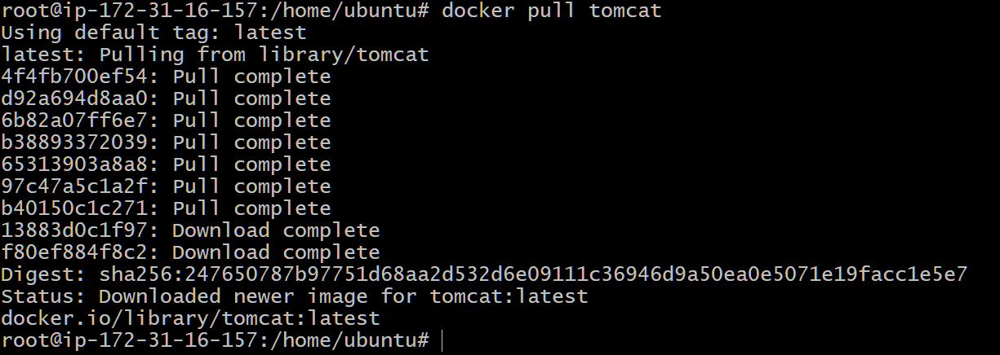 root@ip-172-31-16-157:/home/ubuntu# docker pull tomcat
Using default tag: latest
latest: Pulling from library/tomcat
4f4fb700ef54: Pull complete
d92a694d8aa0: Pull complete
6b82a07ff6e7: Pull complete
b38893372039: Pull complete
65313903a8a8: Pull complete
97c47a5c1a2f: Pull complete
b40150c1c271: Pull complete
13883d0c1f97: Download complete
f80ef884f8c2: Download complete
Digest: sha256:247650787b97751d68aa2d532d6e09111c36946d9a50ea0e5071e19facc1e5e7
Status: Downloaded newer image for tomcat:latest
docker.io/library/tomcat:latest
root@ip-172-31-16-157:/home/ubuntu#